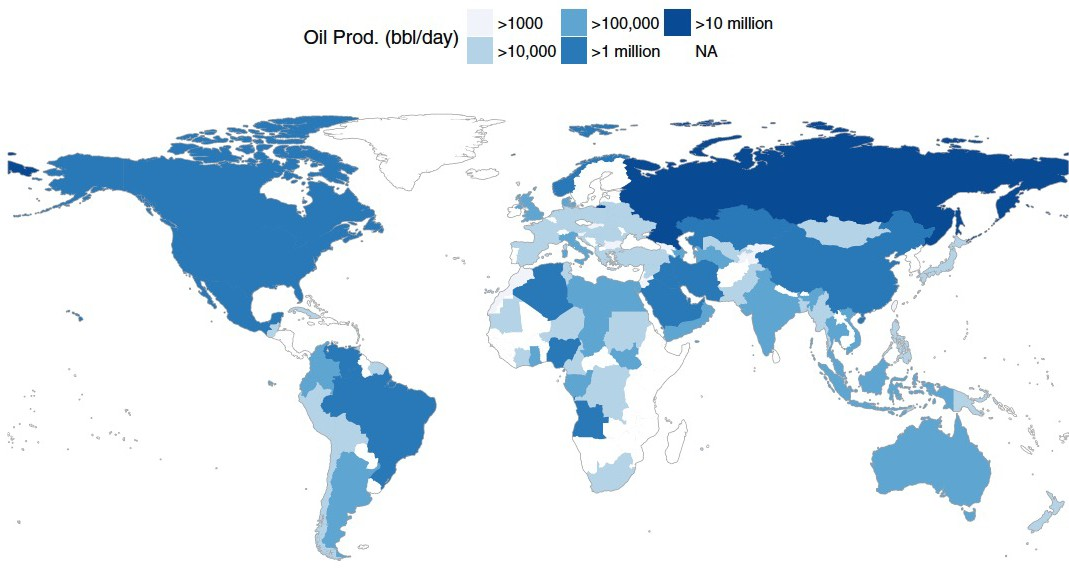 Oil Prod. (bbl/day)
>1000 >100,000 >10 million
>10,000 >1 million NA